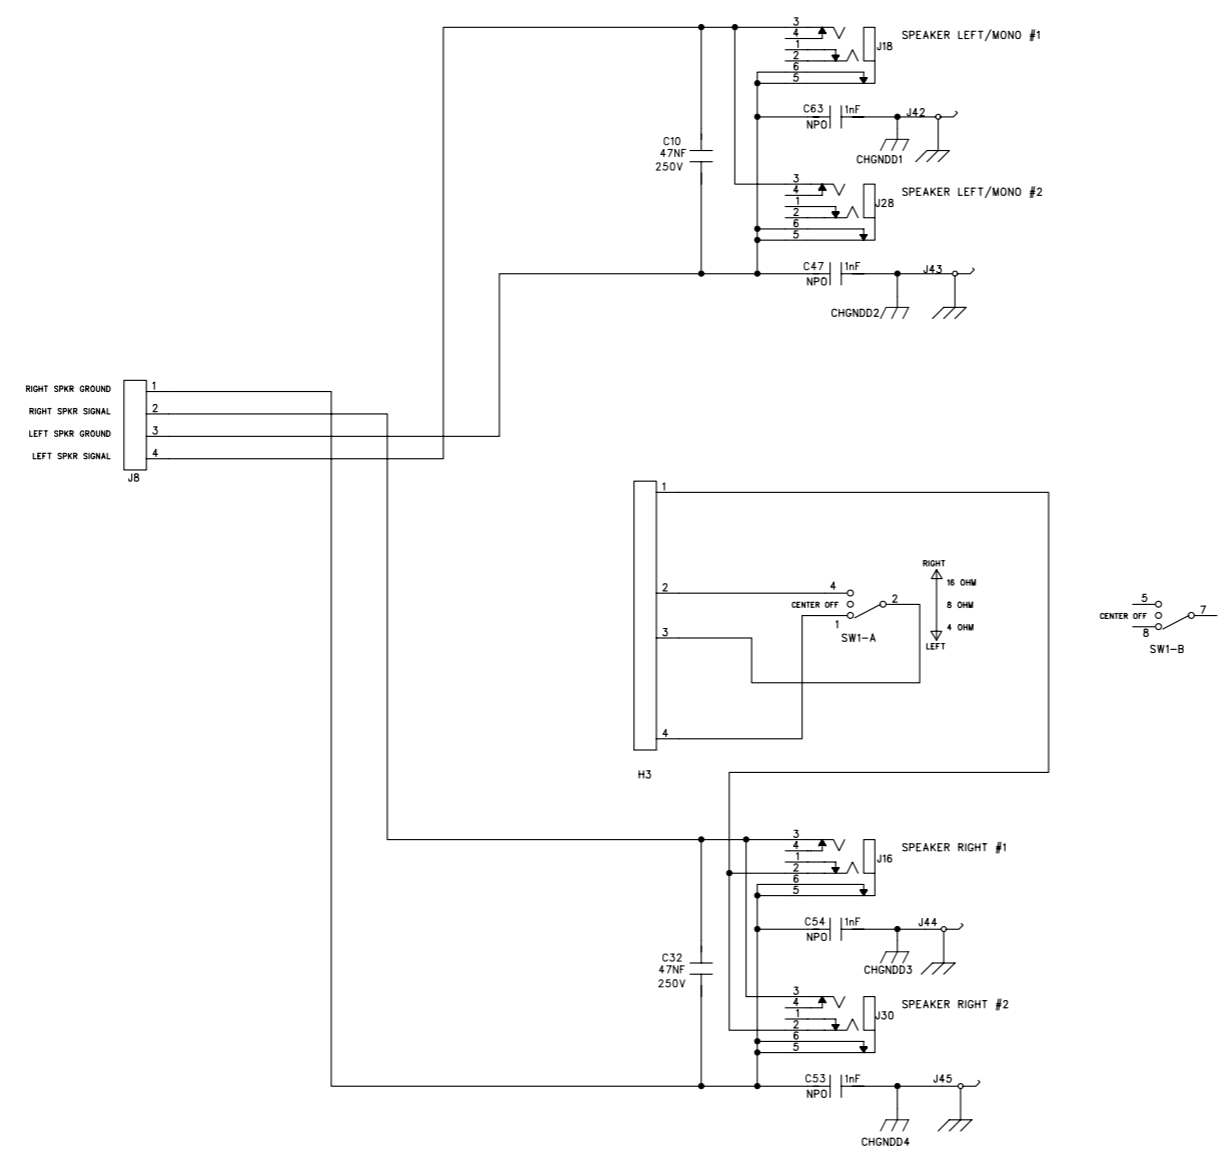 3
4
1
2
6
5
J18
SPEAKER LEFT/MONO #1
C63
1nF
NPO
J42
CHGNDD1
C10
47NF
250V
3
4
1
2
6
5
J28
SPEAKER LEFT/MONO #2
C47
1nF
NPO
J43
CHGNDD2
RIGHT SPKR GROUND
1
RIGHT SPKR SIGNAL
2
LEFT SPKR GROUND
3
LEFT SPKR SIGNAL
4
J8
1
2
3
4
H3
4
CENTER OFF
1
2
SW1-A
RIGHT
16 OHM
8 OHM
4 OHM
LEFT
5
CENTER OFF
8
7
SW1-B
3
4
1
2
6
5
J16
SPEAKER RIGHT #1
C54
1nF
NPO
J44
CHGNDD3
C32
47NF
250V
3
4
1
2
6
5
J30
SPEAKER RIGHT #2
C53
1nF
NPO
J45
CHGNDD4